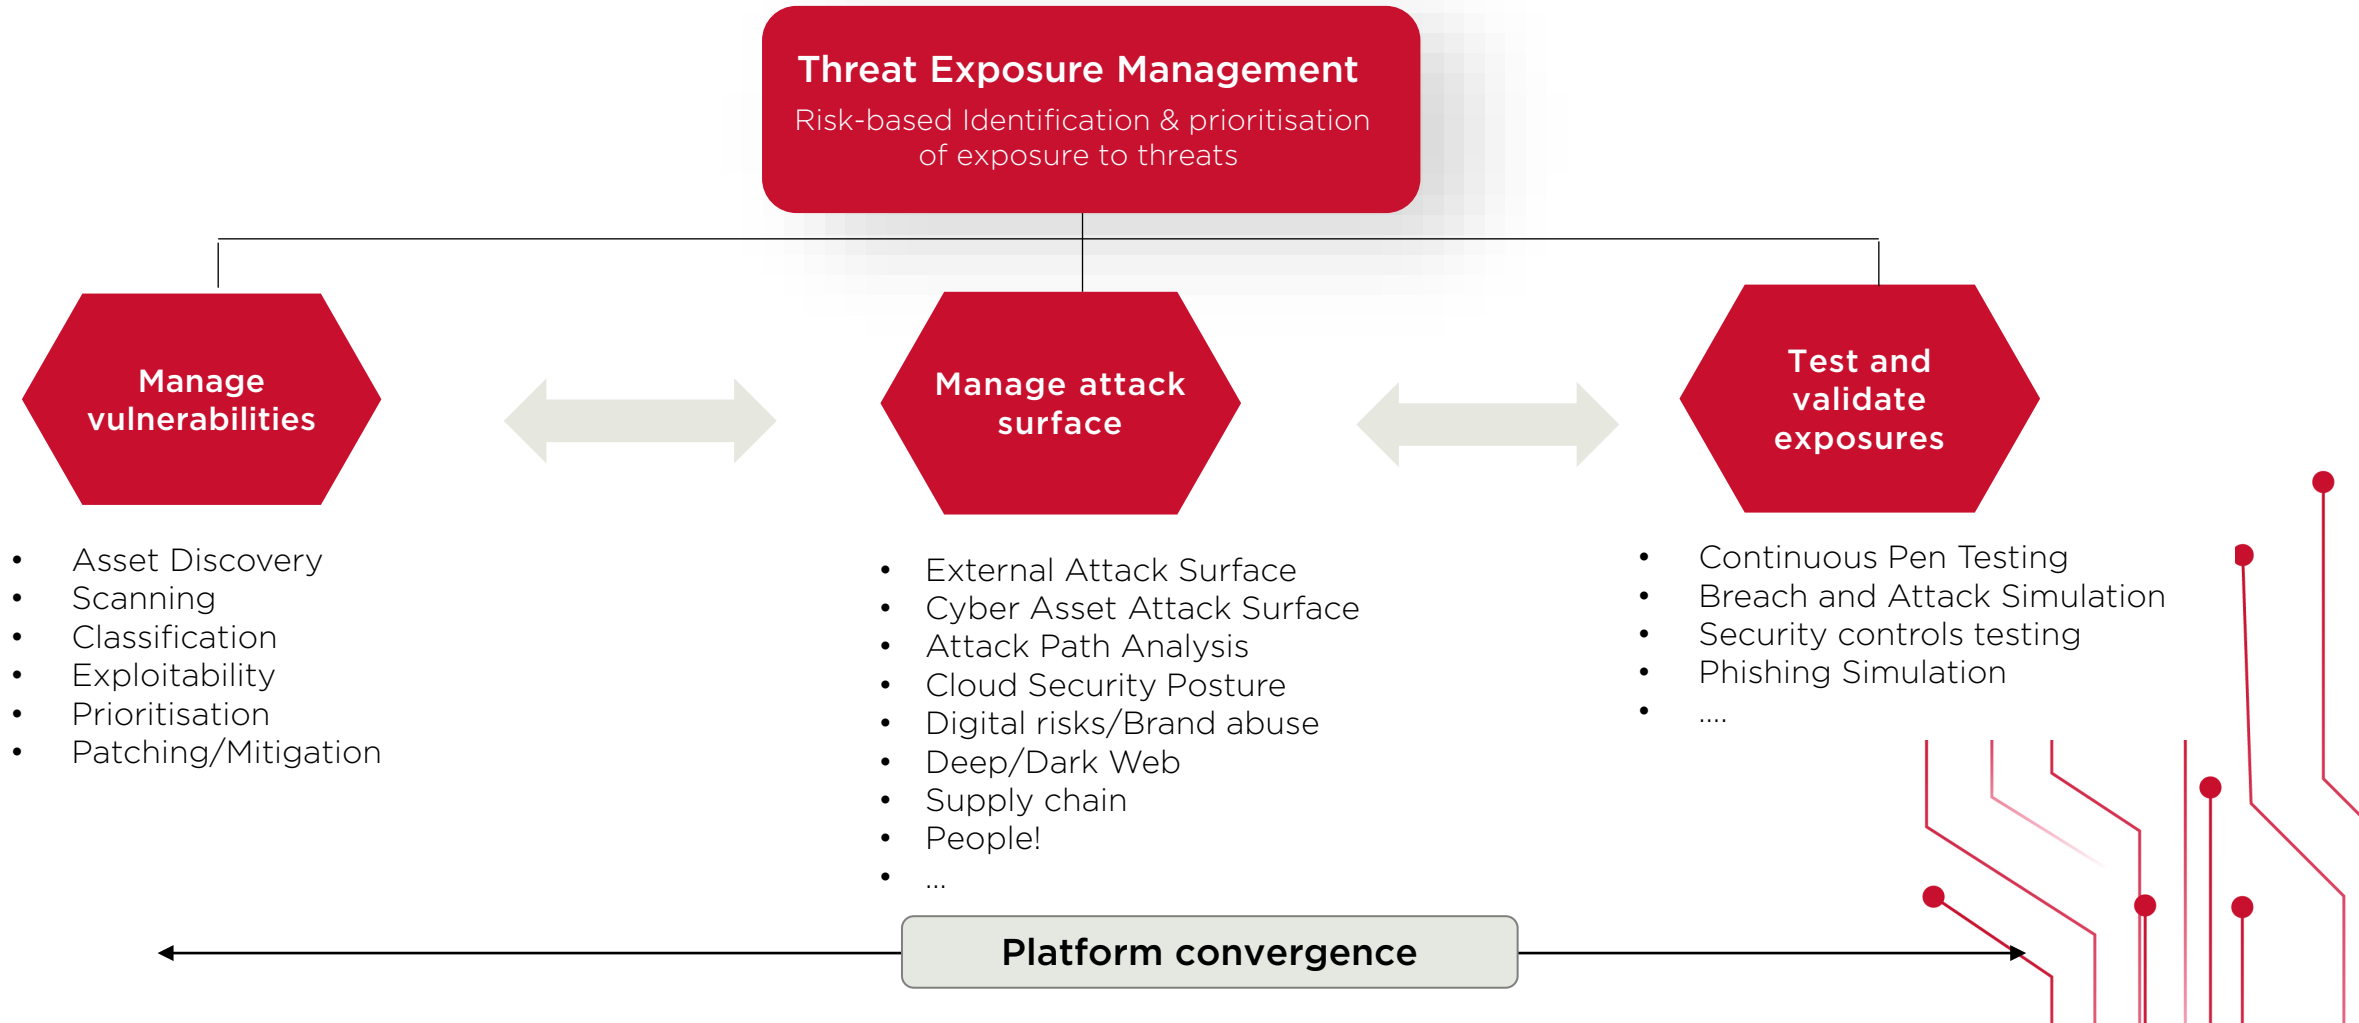 Threat Exposure Management
Risk-based Identification & prioritisation
of exposure to threats
Manage
vulnerabilities
• Asset Discovery
• Scanning
• Classification
• Exploitability
• Prioritisation
• Patching/Mitigation
Manage attack
surface
• External Attack Surface
• Cyber Asset Attack Surface
• Attack Path Analysis
• Cloud Security Posture
• Digital risks/Brand abuse
• Deep/Dark Web
• Supply chain
• People!
• ...
Test and
validate
exposures
• Continuous Pen Testing
• Breach and Attack Simulation
• Security controls testing
• Phishing Simulation
• ....
Platform convergence